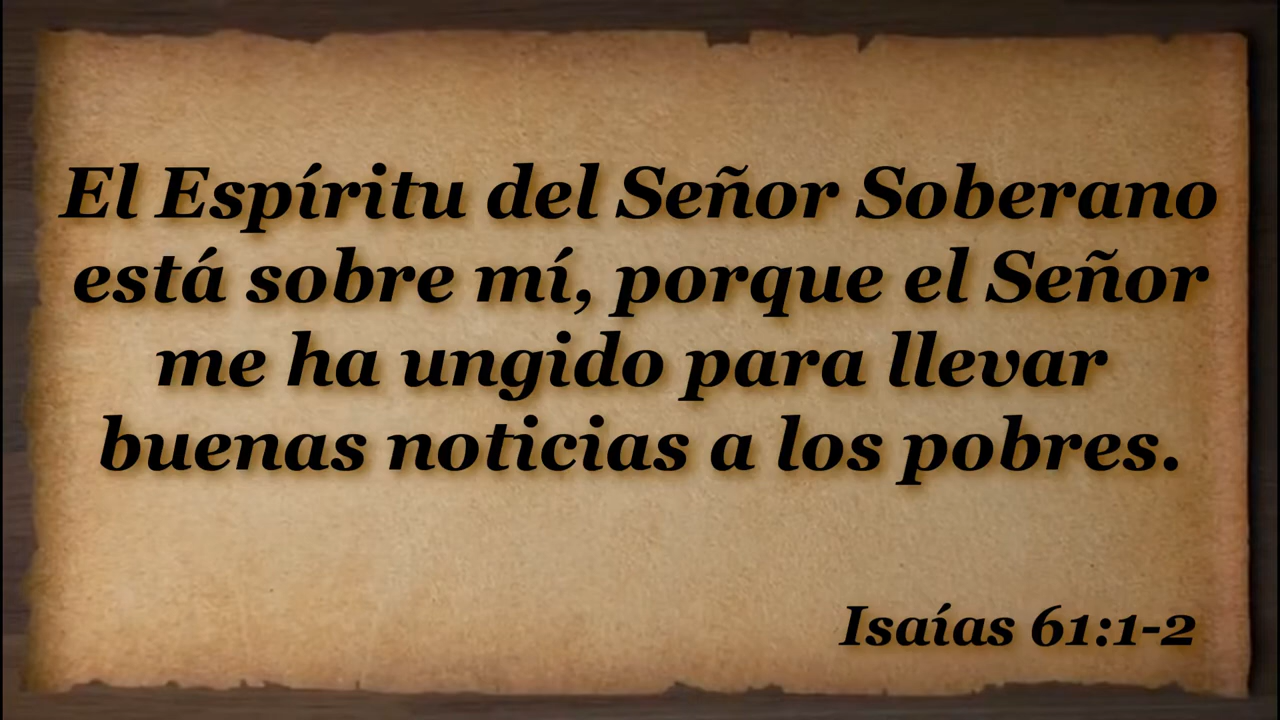 El Espíritu del Señor Soberano
está sobre mí, porque el Señor
me ha ungido para llevar
buenas noticias a los pobres.
Isaías 61:1-2